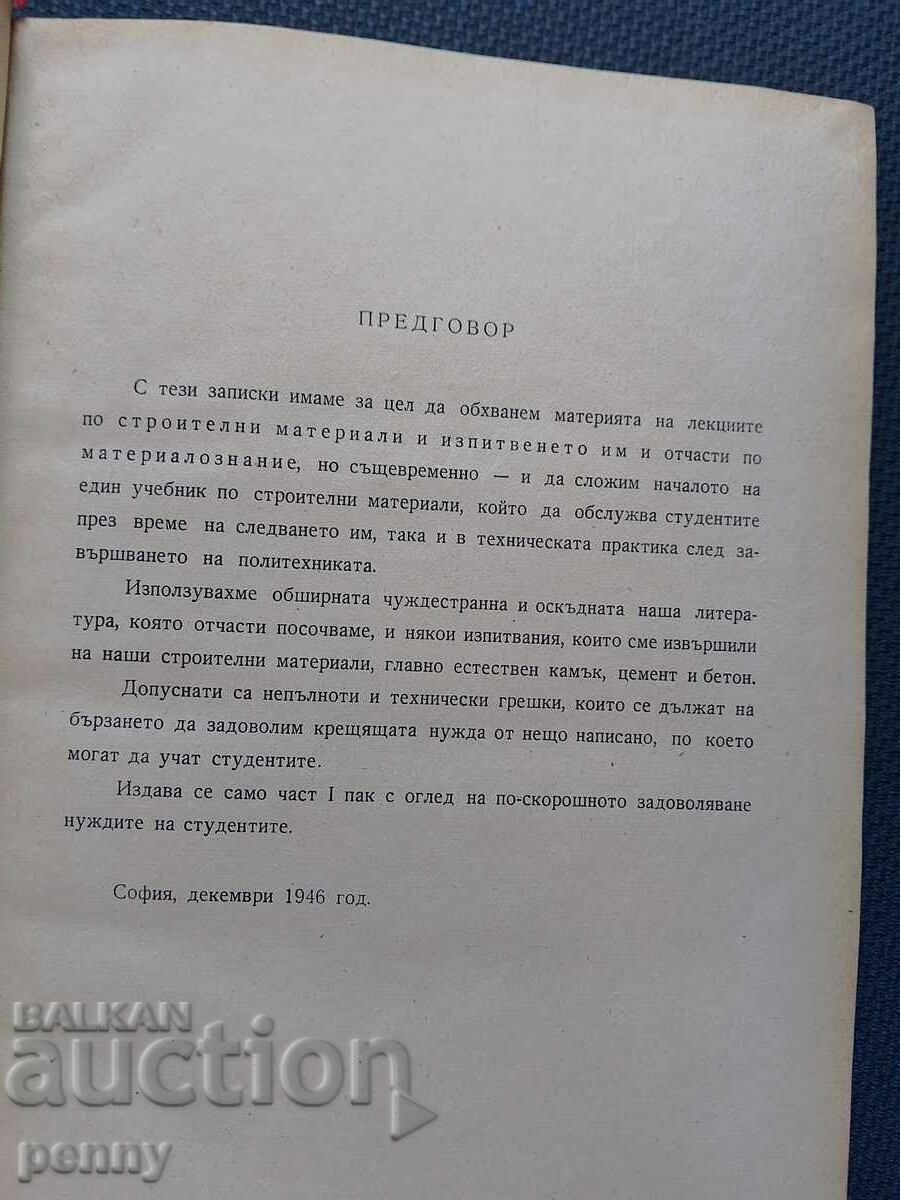 ПРЕДГОВОР
С тези записки имаме за цел да обхванем материята на лекциите
по строителни материали и изпитвенето им и отчасти по
материалознание, но същевременно — и да сложим началото на
един учебник по строителни материали, който да обслужва студентите
през време на следването им, така и в техническата практика след за-
вършването на политехниката.
Използувахме обширната чуждестранна и оскъдната наша литера-
тура, която отчасти посочваме, и някои изпитвания, които сме извършили
на наши строителни материали, главно естествен камък, цемент и бетон.
Допуснати са непълноти и технически грешки, които се дължат на
бързането да задоволим крещящата нужда от нещо написано, по което
могат да учат студентите.
Издава се само част I пак с оглед на по-скорошното задоволяване
нуждите на студентите.
София, декември 1946 год.
BALKAN
auction
penny